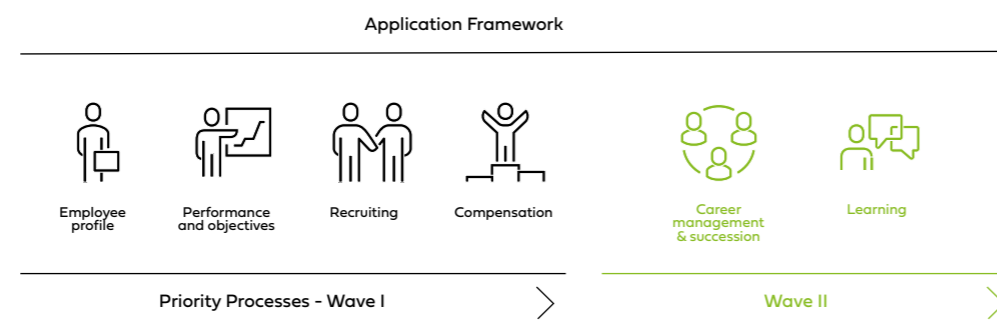 Application Framework
Employee
profile
Performance
and objectives
Recruiting
Compensation
Career
management
& succession
Learning
Priority Processes - Wave I
Wave II